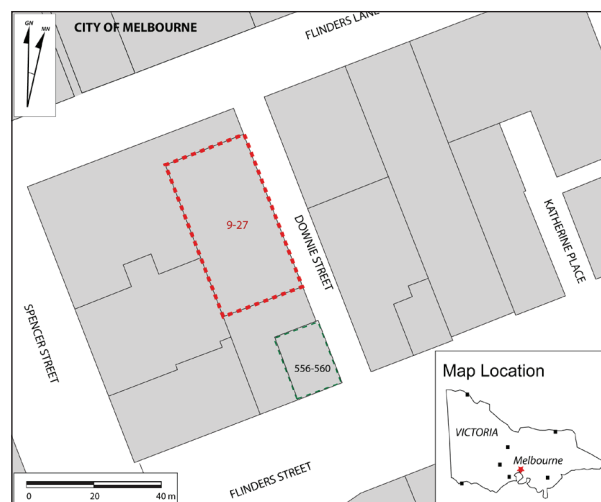 GN
MN
CITY OF MELBOURNE
FLINDERS LANE
9-27
DOWNIE STREET
KATHERINE PLACE
SPENCER STREET
556-560
FLINDERS STREET
Map Location
VICTORIA
Melbourne
0 20 40 m